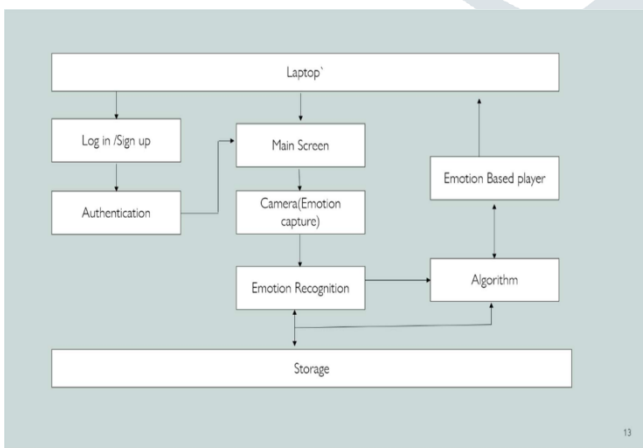 Laptop`
Log in /Sign up
Main Screen
Emotion Based player
Authentication
Camera(Emotion
capture)
Emotion Recognition
Algorithm
Storage
13